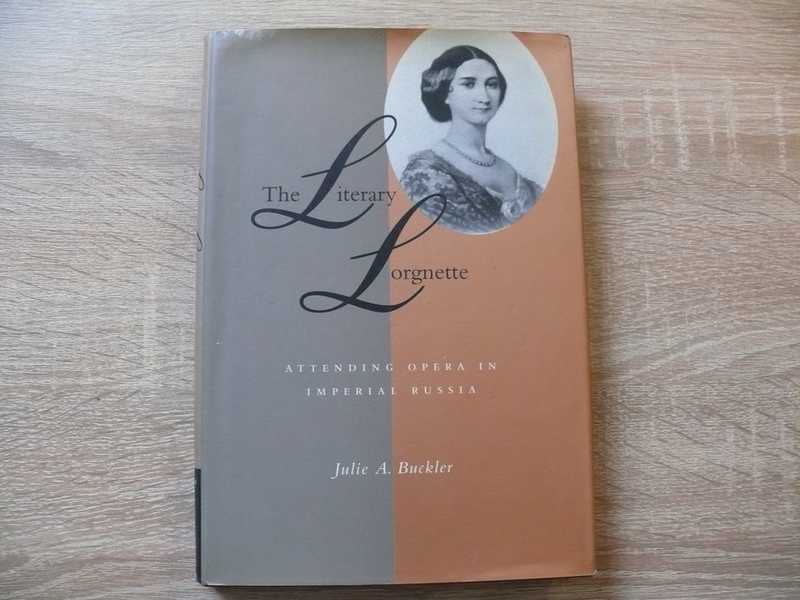 The Literary
Lorgnette
ATTENDING OPERA IN
IMPERIAL RUSSIA
Julie A. Buckler